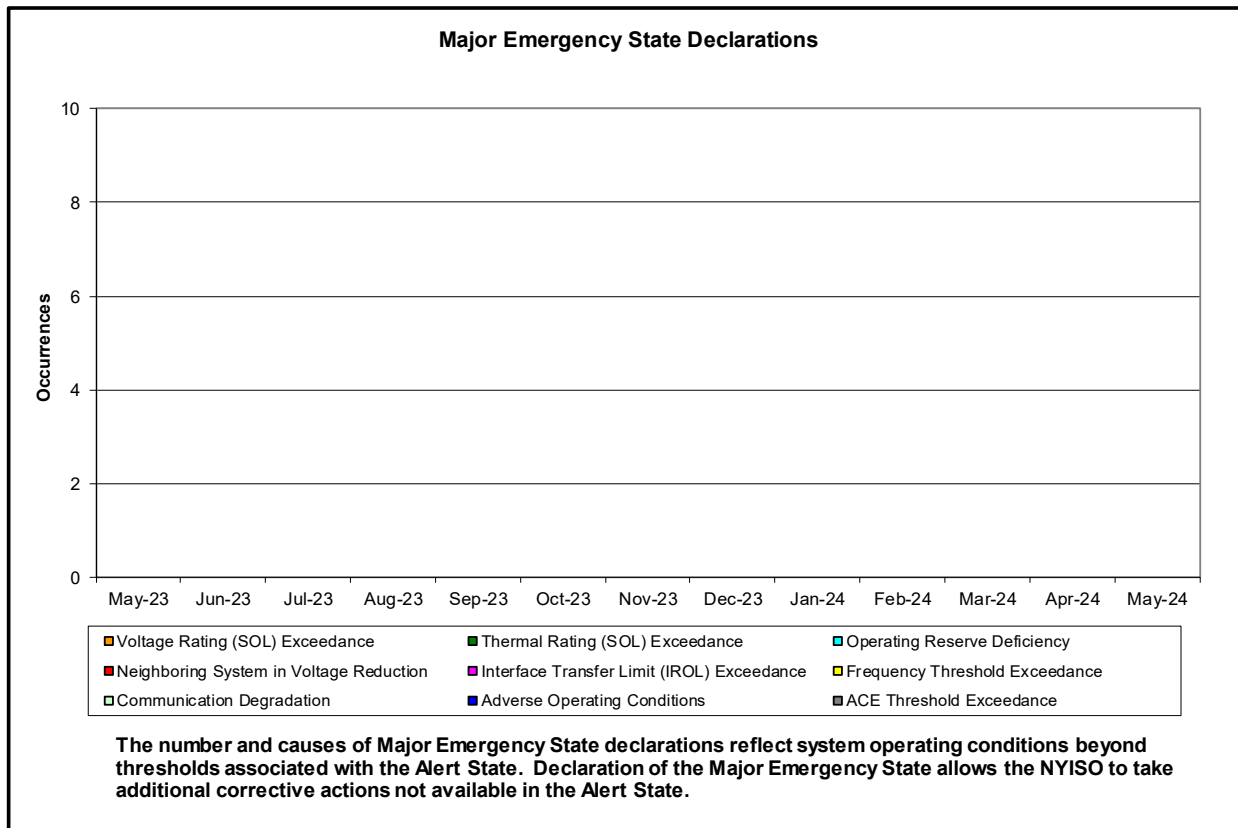 Major Emergency State Declarations
10
8
6
4
2
0
Occurrences
May-23 Jun-23 Jul-23 Aug-23 Sep-23 Oct-23 Nov-23 Dec-23 Jan-24 Feb-24 Mar-24 Apr-24 May-24
Voltage Rating (SOL) Exceedance Thermal Rating (SOL) Exceedance Operating Reserve Deficiency
Neighboring System in Voltage Reduction Interface Transfer Limit (IROL) Exceedance Frequency Threshold Exceedance
Communication Degradation Adverse Operating Conditions ACE Threshold Exceedance
The number and causes of Major Emergency State declarations reflect system operating conditions beyond
thresholds associated with the Alert State.  Declaration of the Major Emergency State allows the NYISO to take
additional corrective actions not available in the Alert State.